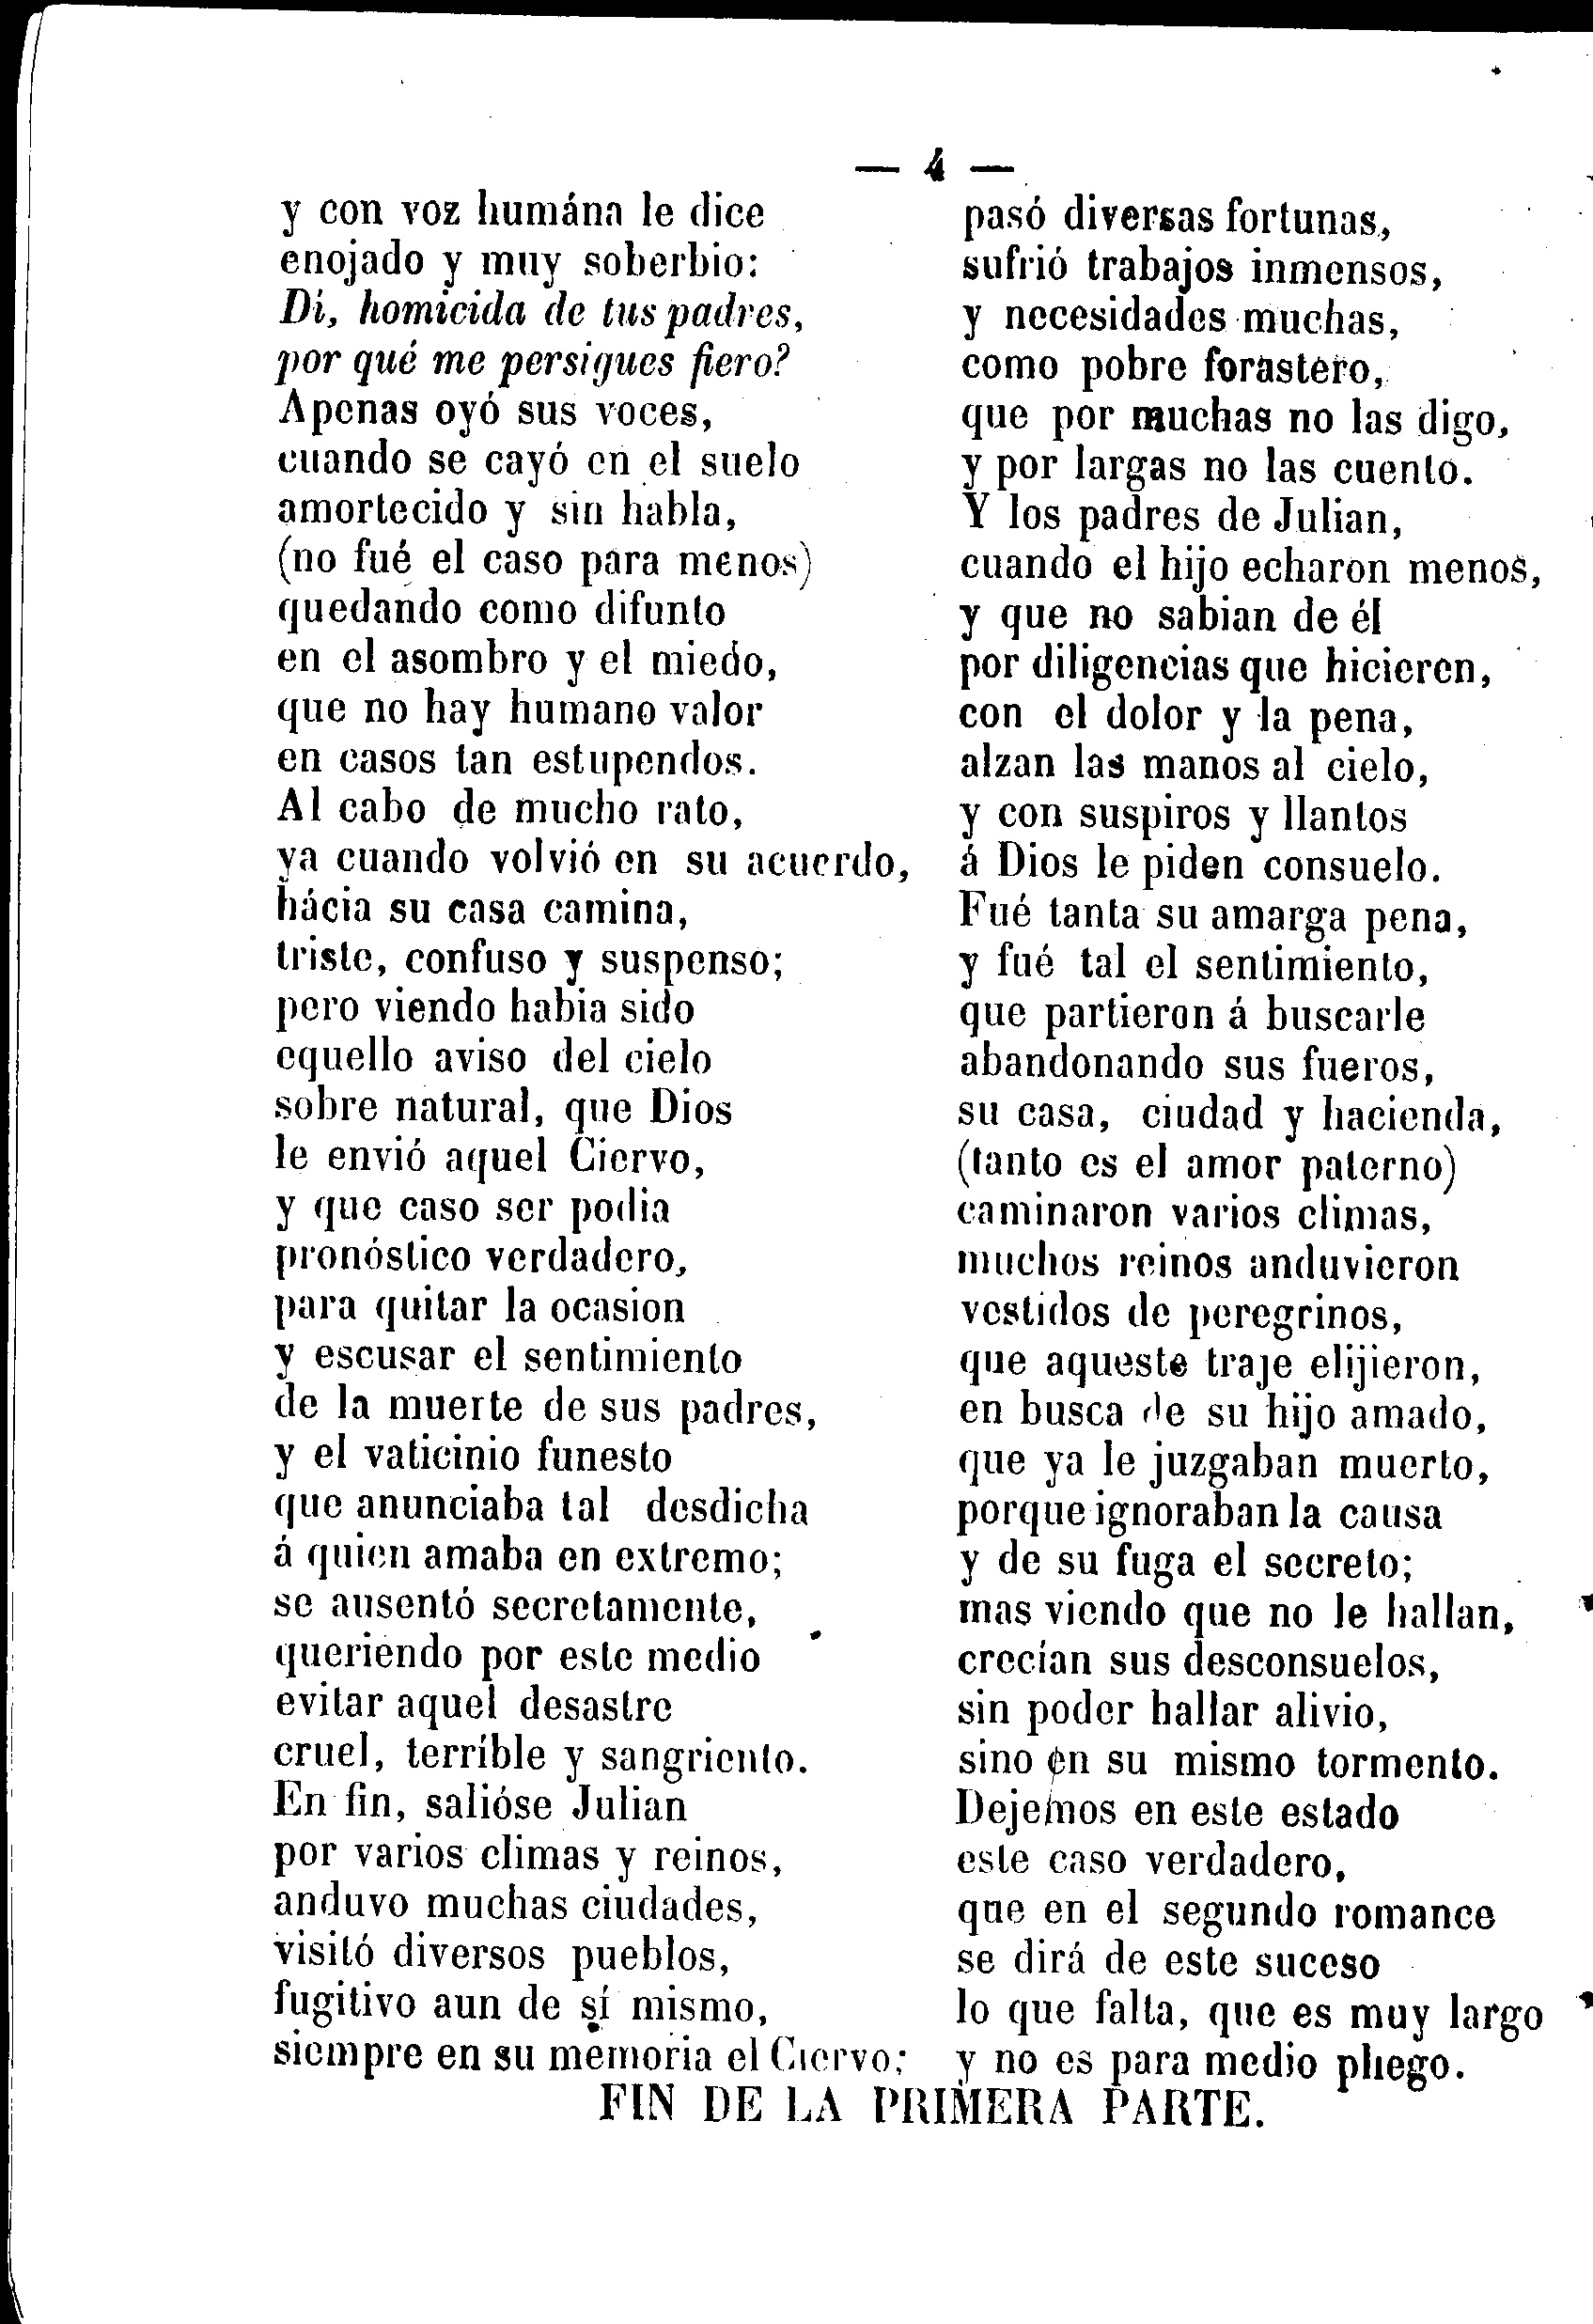 — 4 —
y con voz humána le dice
enojado y muy soberbio:
Di, homicida de tus padres,
por qué me persigues fiero?
Apenas oyó sus voces,
cuando se cayó en el suelo
amortecido y sin habla,
(no fué el caso para menos)
quedando como difunto
en el asombro y el miedo,
que no hay humano valor
en casos tan estupendos.
Al cabo de mucho rato,
ya cuando volvió en su acuerdo,
hácia su casa camina,
triste, confuso y suspenso;
pero viendo habia sido
equello aviso del cielo
sobre natural, que Dios
le envió aquel Ciervo,
y que caso ser podia
pronóstico verdadero,
para quitar la ocasion
y escusar el sentimiento
de la muerte de sus padres,
y el vaticinio funesto
que anunciaba tal desdicha
á quien amaba en extremo;
se ausentó secretamente,
queriendo por este medio
evitar aquel desastre
cruel, terrible y sangriento.
En fin, salióse Julian
por varios climas y reinos,
anduvo muchas ciudades,
visitó diversos pueblos,
fugitivo aun de sí mismo,
siempre en su memoria el Ciervo;
pasó diversas fortunas,
sufrió trabajos inmensos,
y necesidades muchas,
como pobre forastero,
que por muchas no las digo,
y por largas no las cuento.
Y los padres de Julian,
cuando el hijo echaron menos,
y que no sabian de él
por diligencias que hicieren,
con el dolor y la pena,
alzan las manos al cielo,
y con suspiros y llantos
á Dios le piden consuelo.
Fué tanta su amarga pena,
y fué tal el sentimiento,
que partieron á buscarle
abandonando sus fueros,
su casa, ciudad y hacienda,
(tanto es el amor paterno)
caminaron varios climas,
muchos reinos anduvieron
vestidos de peregrinos,
que aqueste traje elijieron,
en busca de su hijo amado,
que ya le juzgaban muerto,
porque ignoraban la causa
y de su fuga el secreto;
mas viendo que no le hallan,
crecían sus desconsuelos,
sin poder hallar alivio,
sino en su mismo tormento.
Dejemos en este estado
este caso verdadero,
que en el segundo romance
se dirá de este suceso
lo que falta, que es muy largo
y no es para medio pliego.
FIN DE LA PRIMERA PARTE.